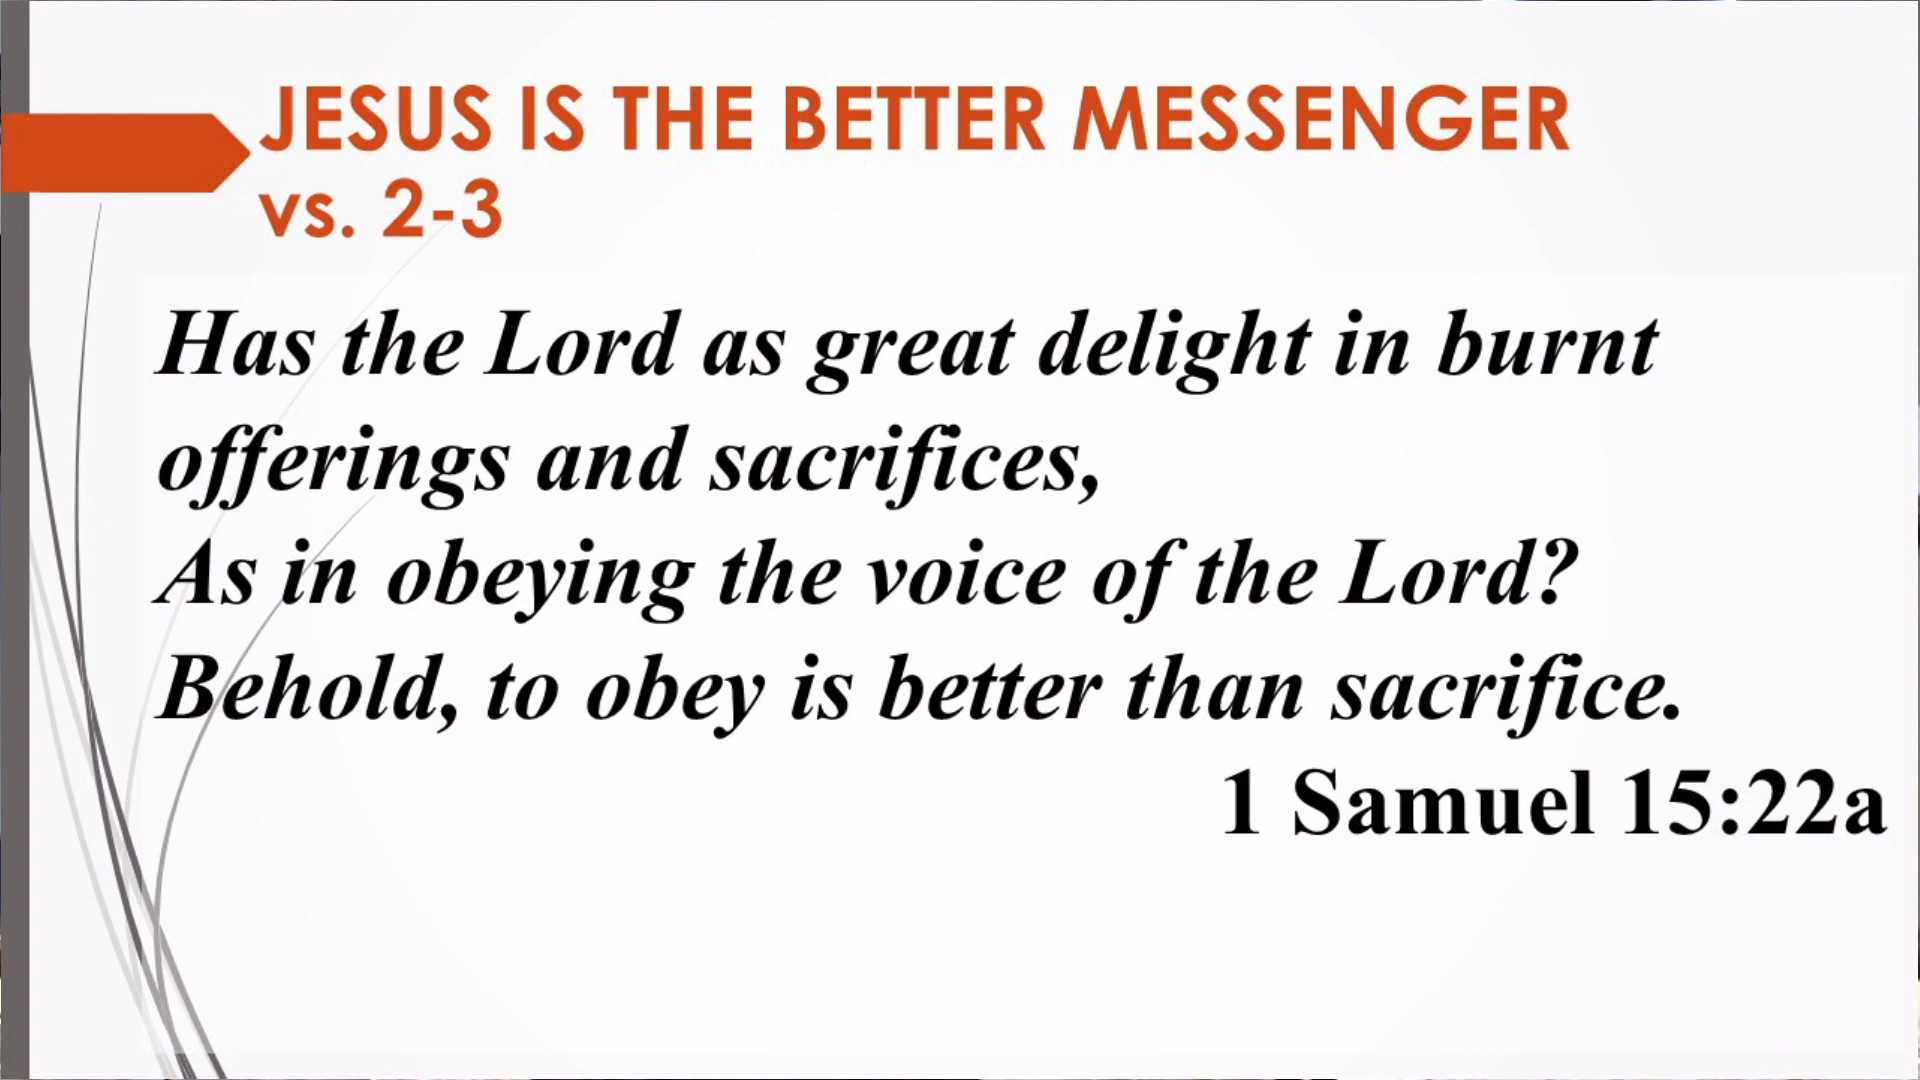 JESUS IS THE BETTER MESSENGER
vs. 2-3
Has the Lord as great delight in burnt
offerings and sacrifices,
As in obeying the voice of the Lord?
Behold, to obey is better than sacrifice.
1 Samuel 15:22a